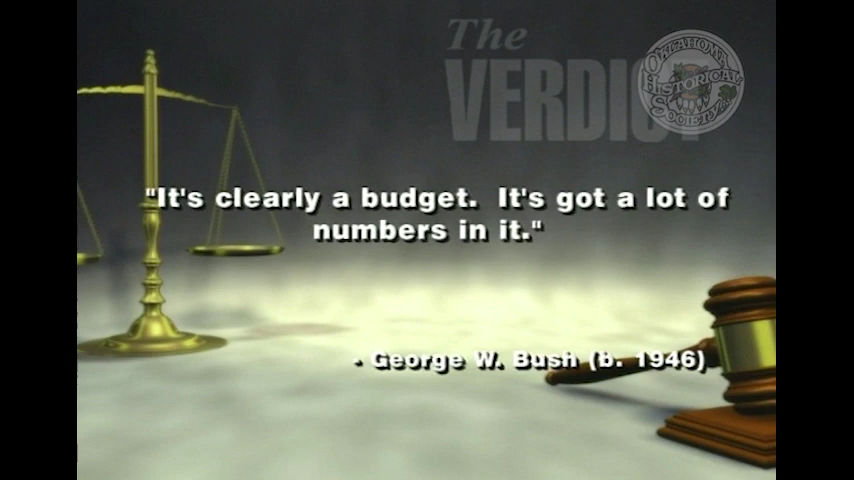 The
VERDICT
OKLAHOMA
HISTORICAL
SOCIETY
"It's clearly a budget.  It's got a lot of
numbers in it."
- George W. Bush (b. 1946)